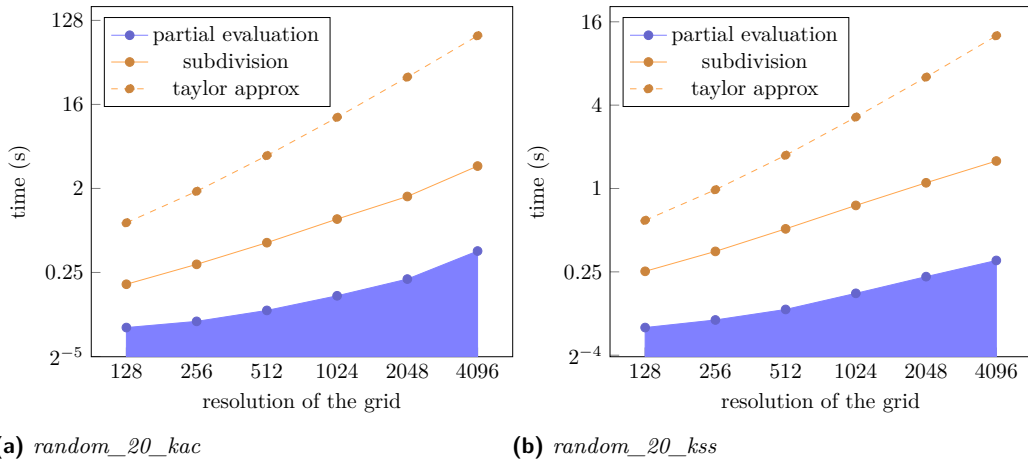 128
16
2
0.25
2^-5
time (s)
partial evaluation
subdivision
taylor approx
128 256 512 1024 2048 4096
resolution of the grid
(a) random_20_kac
16
4
1
0.25
2^-4
time (s)
partial evaluation
subdivision
taylor approx
128 256 512 1024 2048 4096
resolution of the grid
(b) random_20_kss